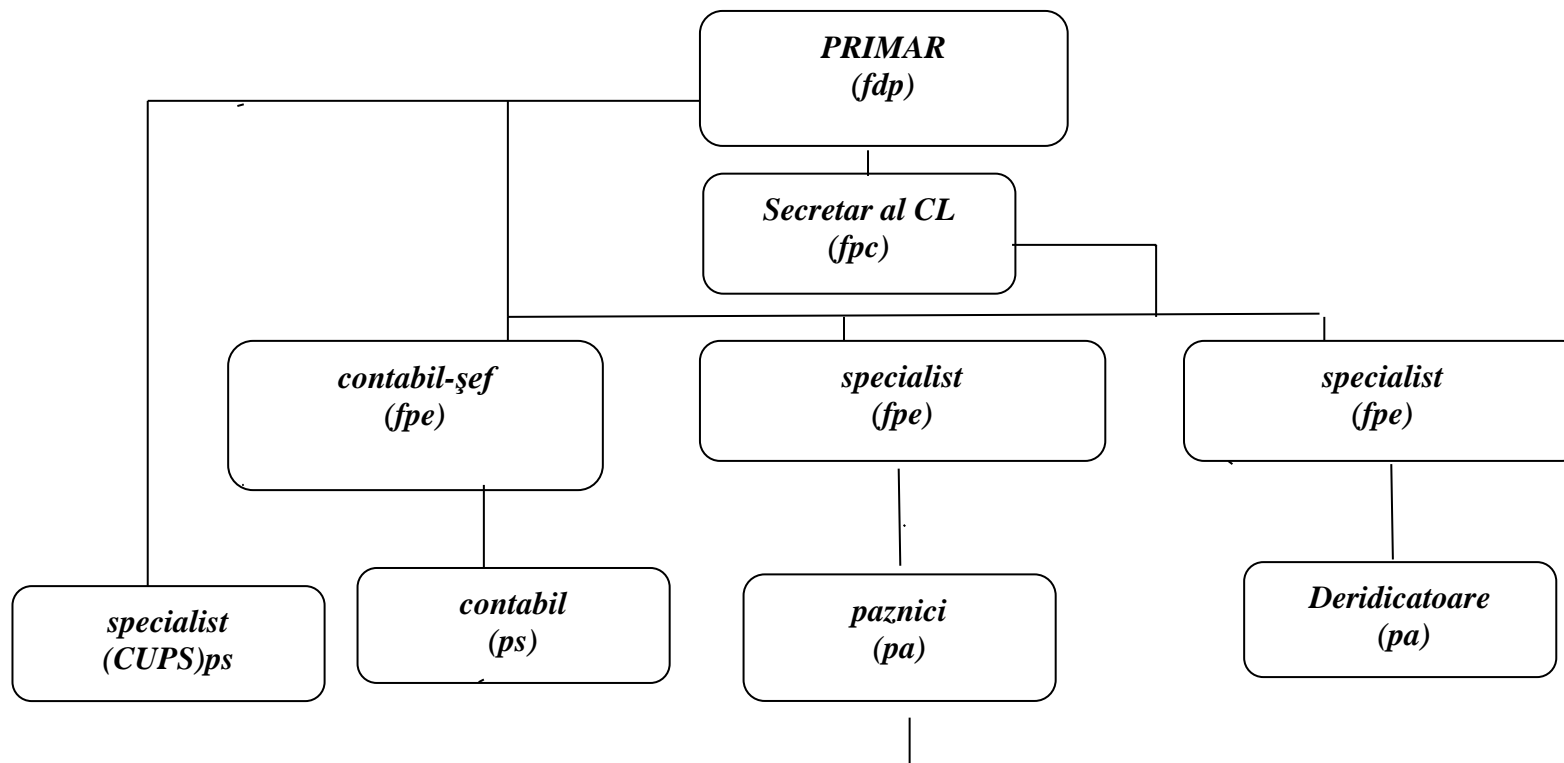 PRIMAR
(fdp)
Secretar al CL
(fpc)
contabil-şef
(fpe)
specialist
(fpe)
specialist
(fpe)
specialist
(CUPS)ps
contabil
(ps)
paznici
(pa)
Deridicatoare
(pa)